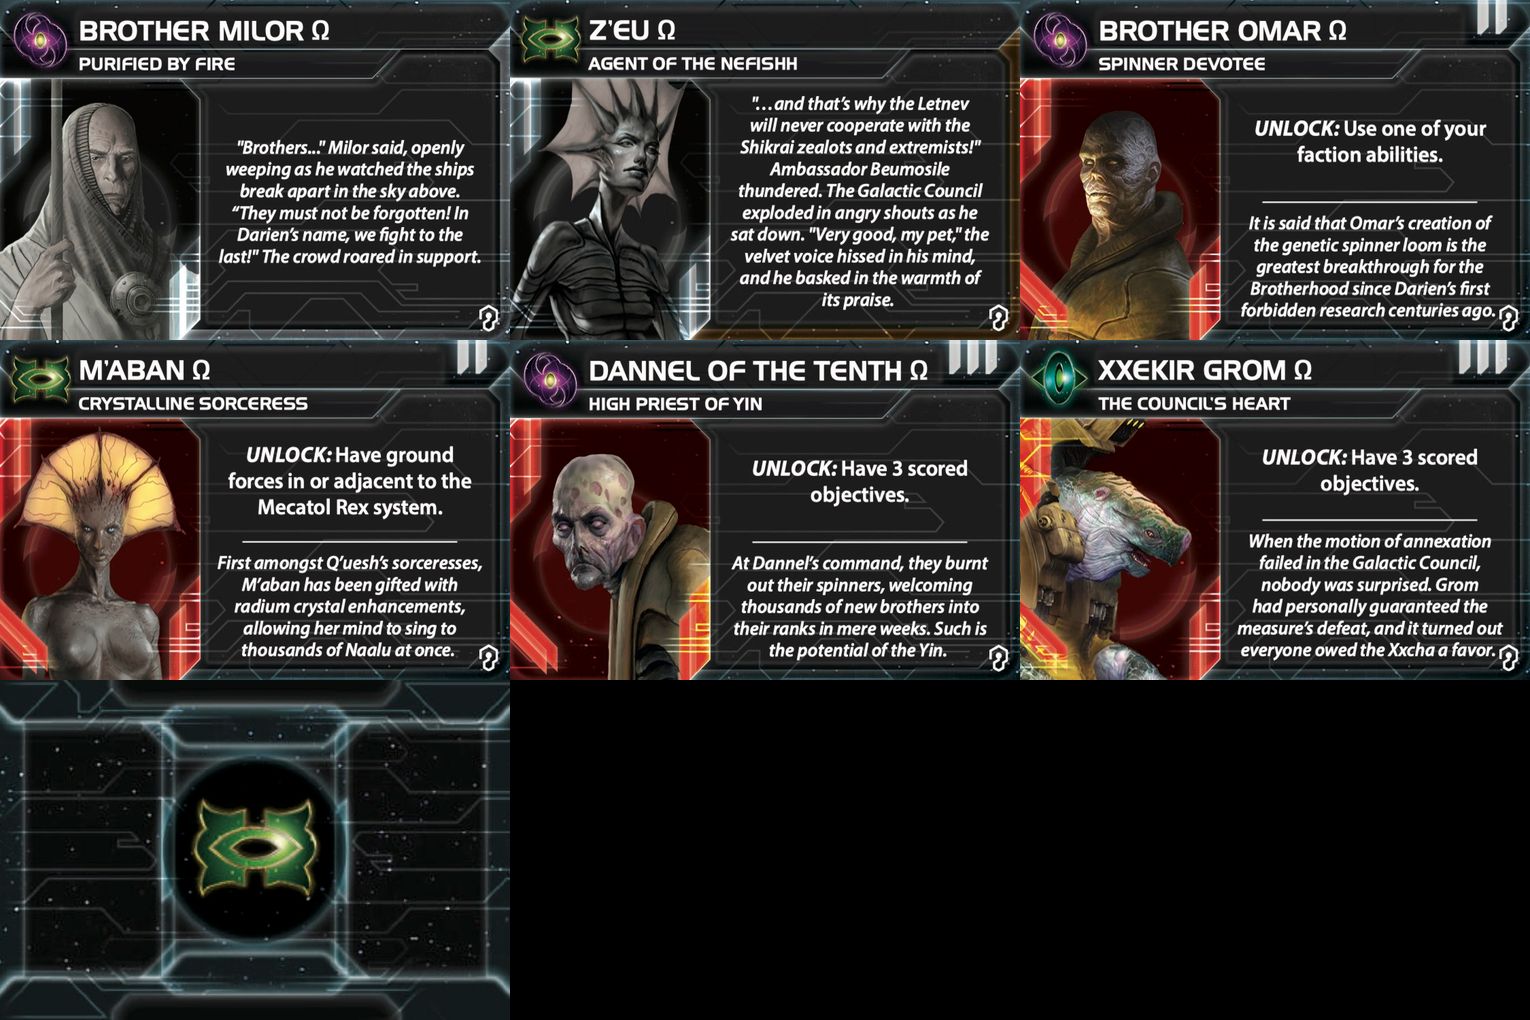 BROTHER MILOR Ω
PURIFIED BY FIRE
"Brothers..." Milor said, openly
weeping as he watched the ships
break apart in the sky above.
“They must not be forgotten! In
Darien's name, we fight to the
last!" The crowd roared in support.
Z'EU Ω
AGENT OF THE NEFISHH
"…and that's why the Letnev
will never cooperate with the
Shikrai zealots and extremists!"
Ambassador Beumosile
thundered. The Galactic Council
exploded in angry shouts as he
sat down. "Very good, my pet," the
velvet voice hissed in his mind,
and he basked in the warmth of
its praise.
BROTHER OMAR Ω
II
SPINNER DEVOTEE
UNLOCK: Use one of your
faction abilities.
It is said that Omar's creation of
the genetic spinner loom is the
greatest breakthrough for the
Brotherhood since Darien's first
forbidden research centuries ago.
M'ABAN Ω
II
CRYSTALLINE SORCERESS
UNLOCK: Have ground
forces in or adjacent to the
Mecatol Rex system.
First amongst Q'uesh's sorceresses,
M'aban has been gifted with
radium crystal enhancements,
allowing her mind to sing to
thousands of Naalu at once.
DANNEL OF THE TENTH Ω
III
HIGH PRIEST OF YIN
UNLOCK: Have 3 scored
objectives.
At Dannel's command, they burnt
out their spinners, welcoming
thousands of new brothers into
their ranks in mere weeks. Such is
the potential of the Yin.
XXEKIR GROM Ω
III
THE COUNCIL'S HEART
UNLOCK: Have 3 scored
objectives.
When the motion of annexation
failed in the Galactic Council,
nobody was surprised. Grom
had personally guaranteed the
measure's defeat, and it turned out
everyone owed the Xxcha a favor.